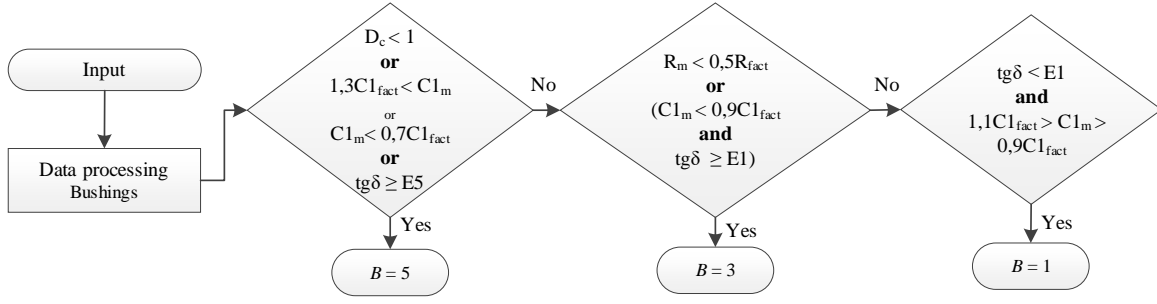 Input
Data processing
Bushings
D_c < 1
or
1,3C1_fact < C1_m
or
C1_m < 0,7C1_fact
or
tgδ ≥ E5
Yes
B = 5
No
R_m < 0,5R_fact
or
(C1_m < 0,9C1_fact
and
tgδ ≥ E1)
Yes
B = 3
No
tgδ < E1
and
1,1C1_fact > C1_m >
0,9C1_fact
Yes
B = 1